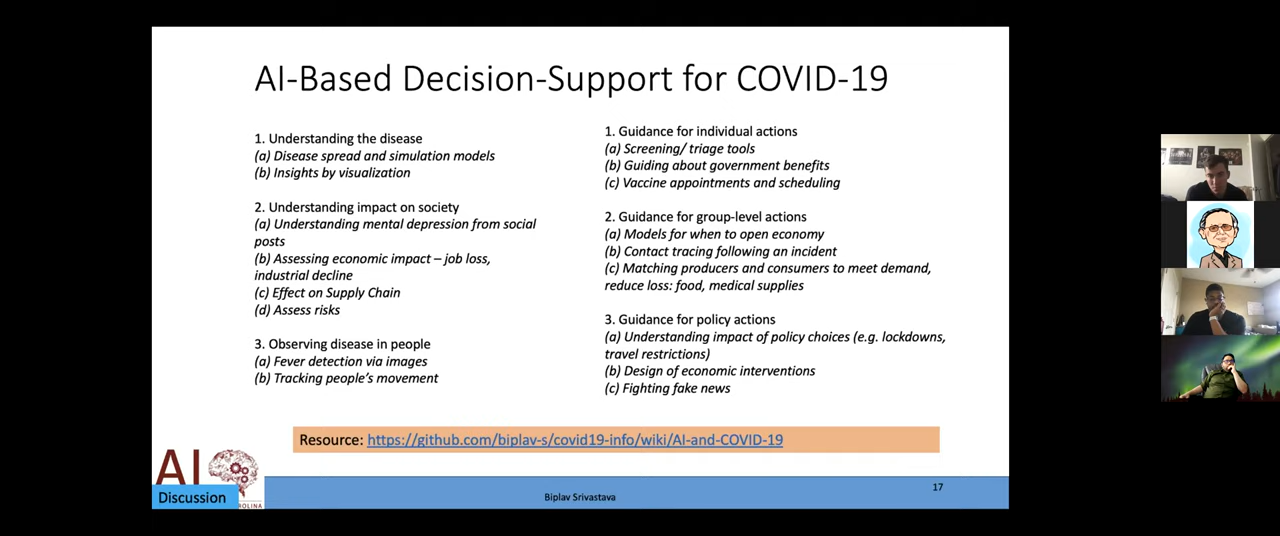 AI-Based Decision-Support for COVID-19
1. Understanding the disease
(a) Disease spread and simulation models
(b) Insights by visualization
2. Understanding impact on society
(a) Understanding mental depression from social
posts
(b) Assessing economic impact – job loss,
industrial decline
(c) Effect on Supply Chain
(d) Assess risks
3. Observing disease in people
(a) Fever detection via images
(b) Tracking people's movement
1. Guidance for individual actions
(a) Screening/ triage tools
(b) Guiding about government benefits
(c) Vaccine appointments and scheduling
2. Guidance for group-level actions
(a) Models for when to open economy
(b) Contact tracing following an incident
(c) Matching producers and consumers to meet demand,
reduce loss: food, medical supplies
3. Guidance for policy actions
(a) Understanding impact of policy choices (e.g. lockdowns,
travel restrictions)
(b) Design of economic interventions
(c) Fighting fake news
Resource: https://github.com/biplav-s/covid19-info/wiki/AI-and-COVID-19
AI
Discussion
OLINA
Biplav Srivastava
17